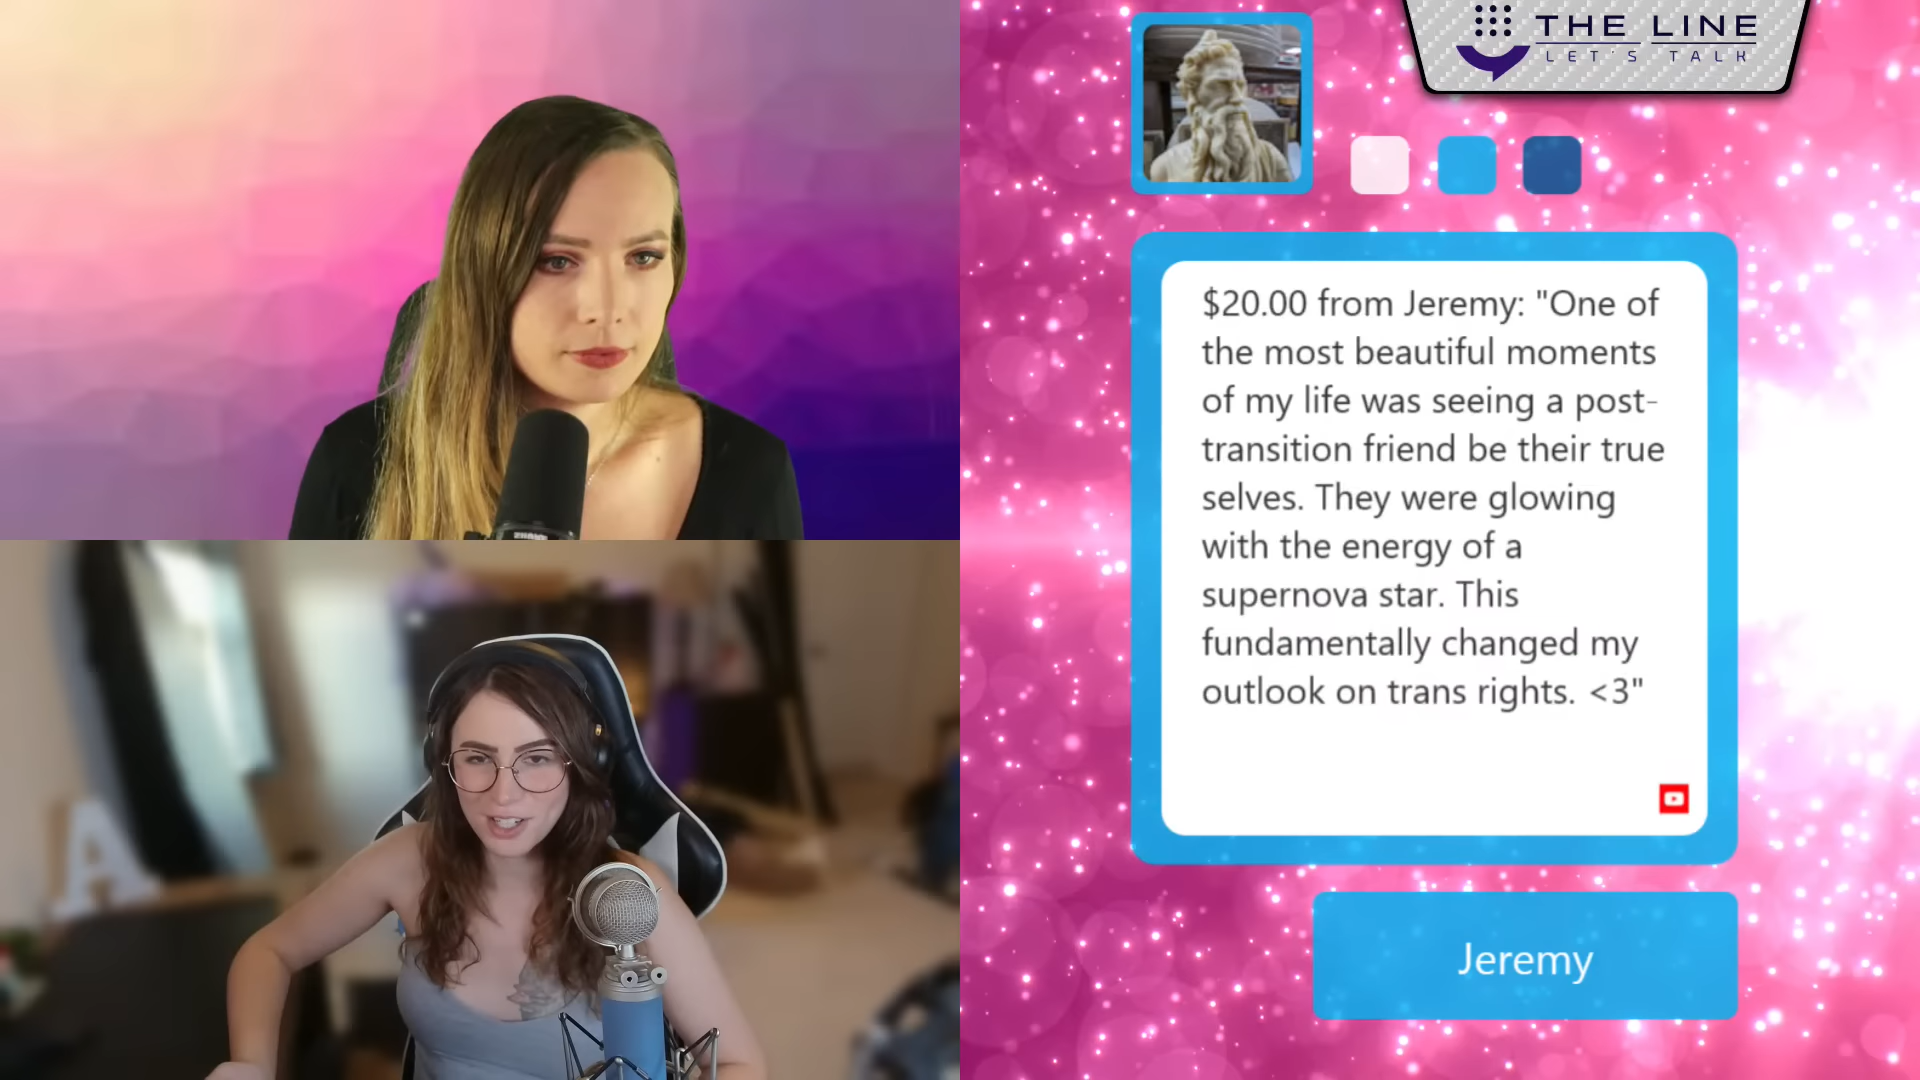 THE LINE
LET'S TALK
$20.00 from Jeremy: "One of
the most beautiful moments
of my life was seeing a post-
transition friend be their true
selves. They were glowing
with the energy of a
supernova star. This
fundamentally changed my
outlook on trans rights. <3"
Jeremy
A